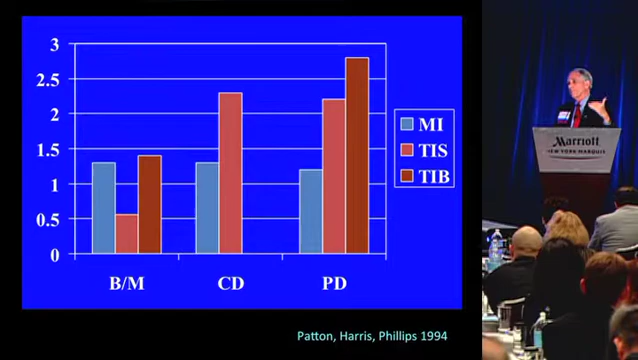 3
2.5
2
1.5
1
0.5
0
B/M CD PD
MI
TIS
TIB
Patton, Harris, Phillips 1994
Marriott
NEW YORK MARQUIS